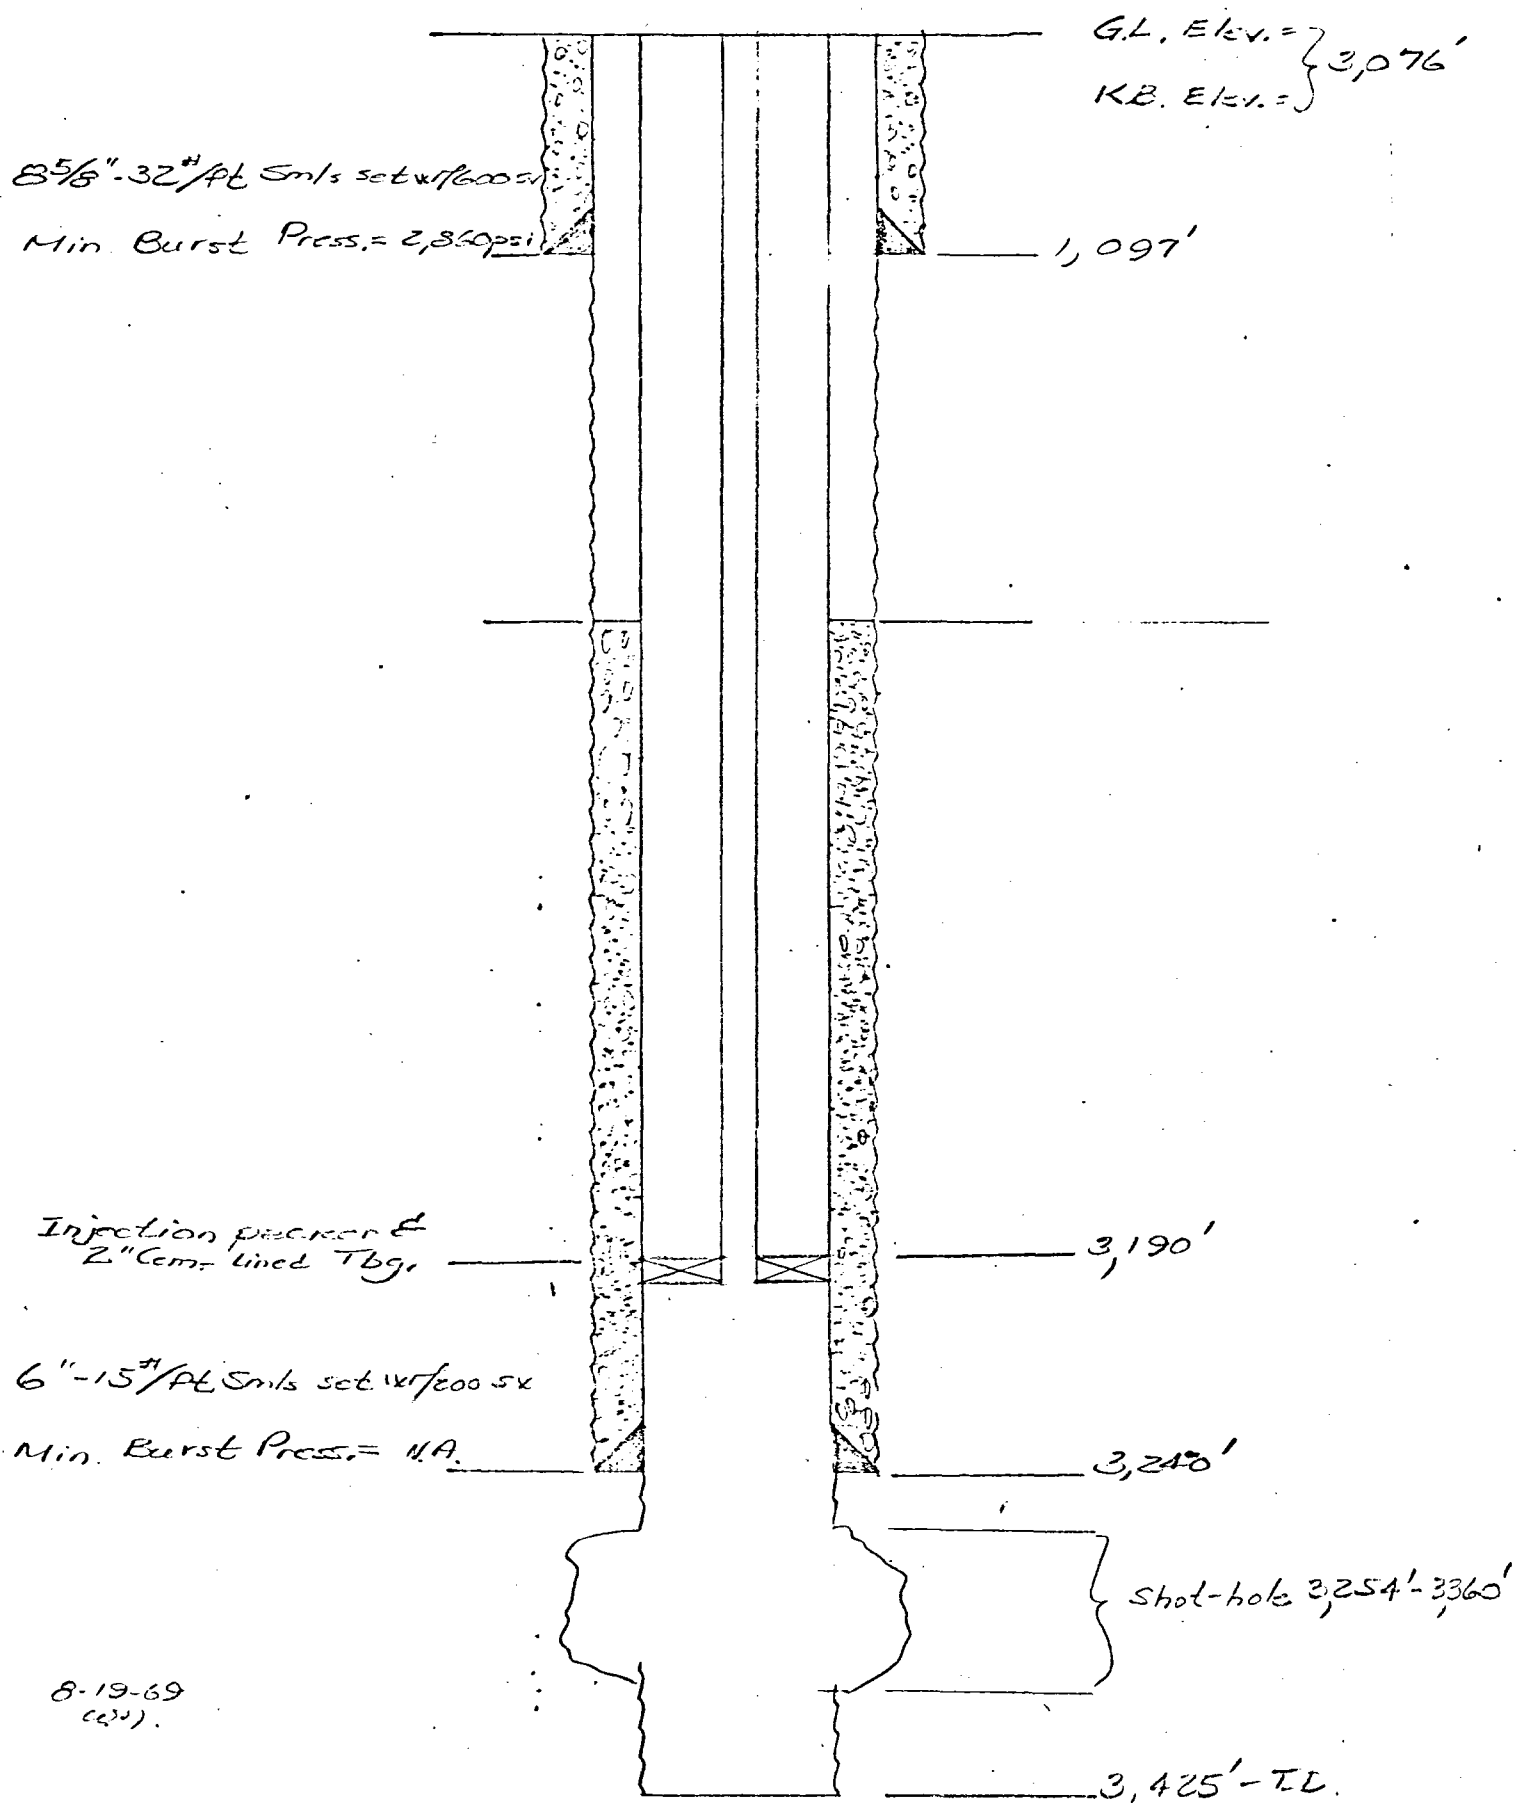 G.L. Elev. = } 3,076'
K.B. Elev. =
8 5/8" - 32#/ft Smls set w/600 sx
Min Burst Press. = 2,860 psi
1,097'
Injection packer &
2" Cem-lined Tbg.
3,190'
6" - 15#/ft Smls set w/200 sx
Min. Burst Press. = N.A.
3,240'
Shot-hole 3,254' - 3,360'
8-19-69
3,425' - T.D.